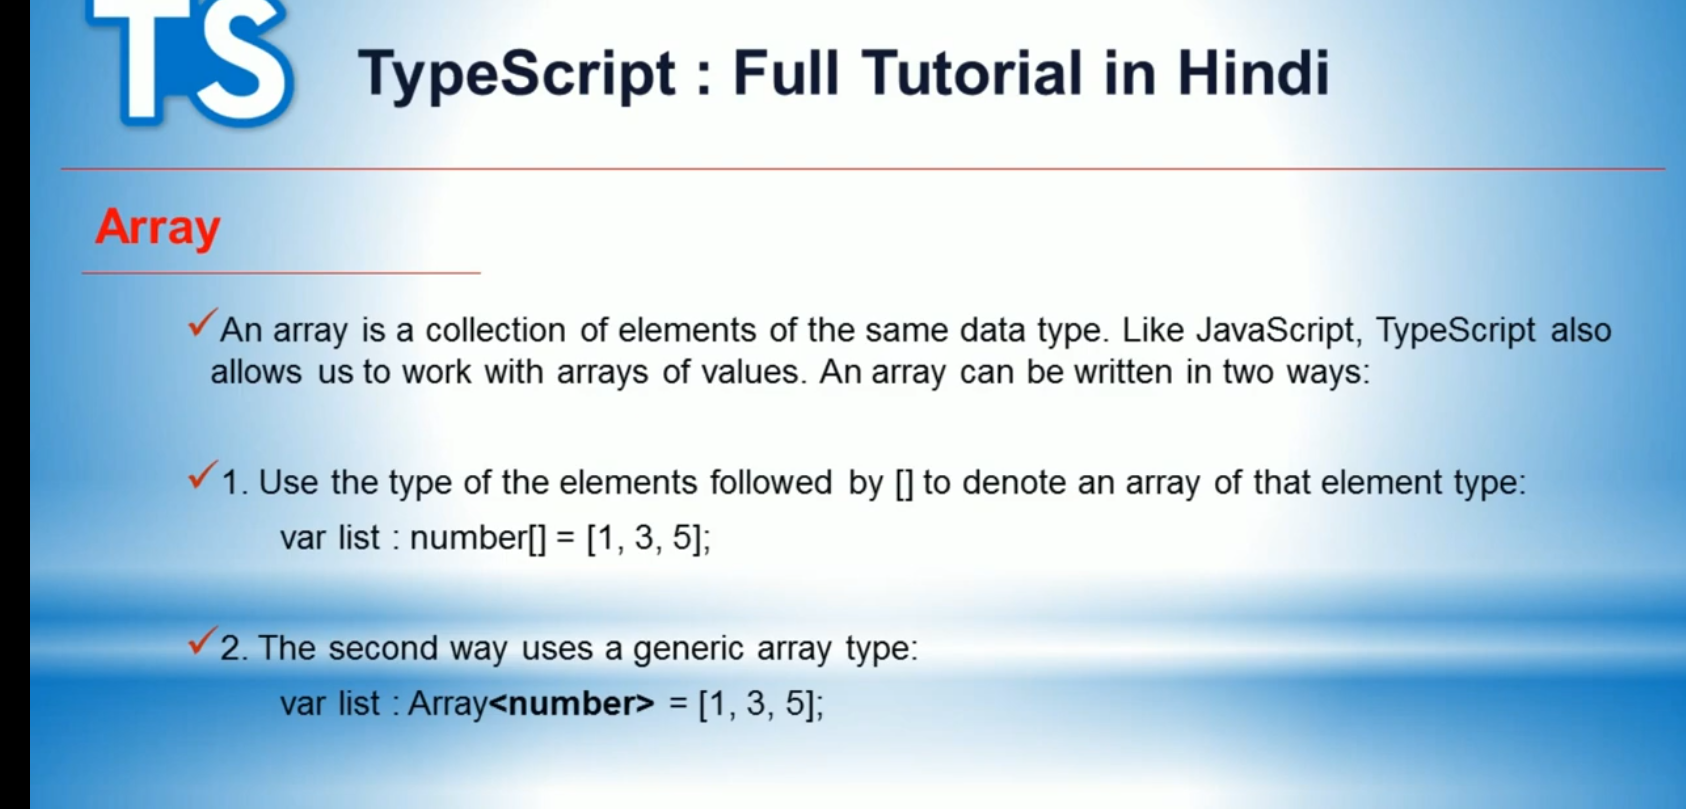 TS
TypeScript : Full Tutorial in Hindi
Array
✓An array is a collection of elements of the same data type. Like JavaScript, TypeScript also
allows us to work with arrays of values. An array can be written in two ways:
✓1. Use the type of the elements followed by [] to denote an array of that element type:
var list : number[] = [1, 3, 5];
✓2. The second way uses a generic array type:
var list : Array<number> = [1, 3, 5];